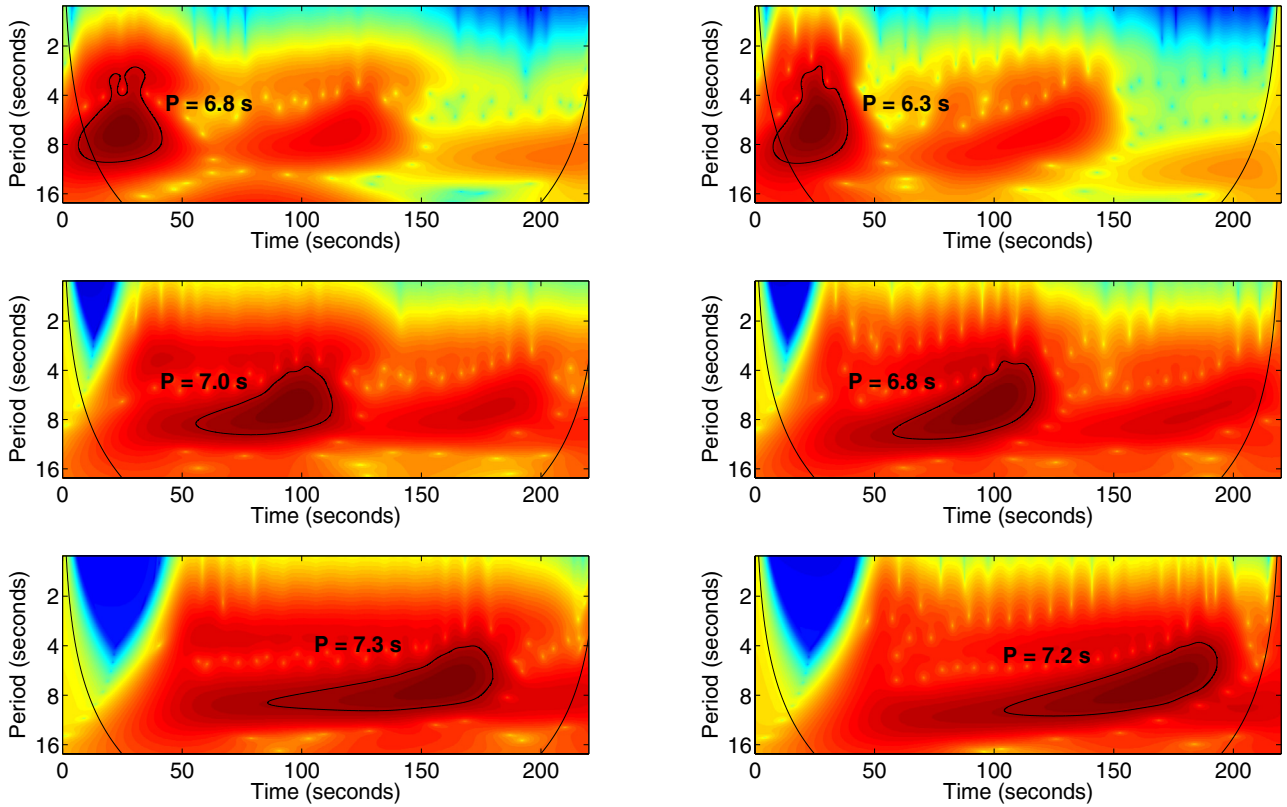 Period (seconds)
2
4
8
16
P = 6.8 s
0 50 100 150 200
Time (seconds)
Period (seconds)
2
4
8
16
P = 6.3 s
0 50 100 150 200
Time (seconds)
Period (seconds)
2
4
8
16
P = 7.0 s
0 50 100 150 200
Time (seconds)
Period (seconds)
2
4
8
16
P = 6.8 s
0 50 100 150 200
Time (seconds)
Period (seconds)
2
4
8
16
P = 7.3 s
0 50 100 150 200
Time (seconds)
Period (seconds)
2
4
8
16
P = 7.2 s
0 50 100 150 200
Time (seconds)